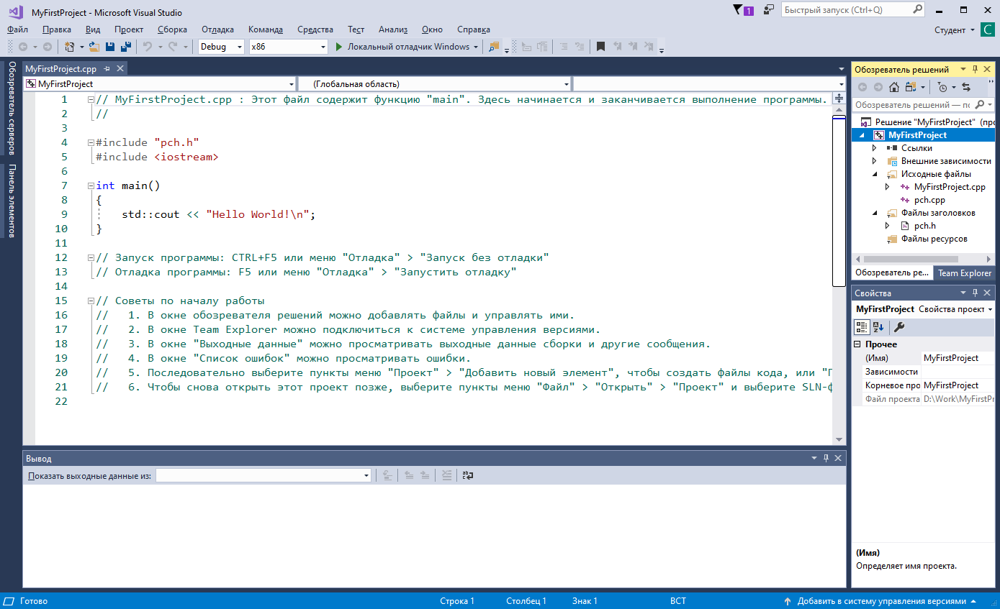 MyFirstProject - Microsoft Visual Studio
1
Быстрый запуск (Ctrl+Q)
Файл Правка Вид Проект Сборка Отладка Команда Средства Тест Анализ Окно Справка
Студент С
Debug x86 Локальный отладчик Windows
Обозреватель серверов
Панель элементов
MyFirstProject.cpp
MyFirstProject (Глобальная область)
1 // MyFirstProject.cpp : Этот файл содержит функцию "main". Здесь начинается и заканчивается выполнение программы.
2 //
3
4 #include "pch.h"
5 #include <iostream>
6
7 int main()
8 {
9 std::cout << "Hello World!\n";
10 }
11
12 // Запуск программы: CTRL+F5 или меню "Отладка" > "Запуск без отладки"
13 // Отладка программы: F5 или меню "Отладка" > "Запустить отладку"
14
15 // Советы по началу работы
16 //   1. В окне обозревателя решений можно добавлять файлы и управлять ими.
17 //   2. В окне Team Explorer можно подключиться к системе управления версиями.
18 //   3. В окне "Выходные данные" можно просматривать выходные данные сборки и другие сообщения.
19 //   4. В окне "Список ошибок" можно просматривать ошибки.
20 //   5. Последовательно выберите пункты меню "Проект" > "Добавить новый элемент", чтобы создать файлы кода, или "П
21 //   6. Чтобы снова открыть этот проект позже, выберите пункты меню "Файл" > "Открыть" > "Проект" и выберите SLN-ф
22
Вывод
Показать выходные данные из:
Обозреватель решений
Обозреватель решений — по
Решение "MyFirstProject" (про
MyFirstProject
Ссылки
Внешние зависимости
Исходные файлы
MyFirstProject.cpp
pch.cpp
Файлы заголовков
pch.h
Файлы ресурсов
Обозреватель ре... Team Explorer
Свойства
MyFirstProject Свойства проект
Прочее
(Имя) MyFirstProject
Зависимости
Корневое про MyFirstProject
Файл проекта D:\Work\MyFirstPr
(Имя)
Определяет имя проекта.
Готово Строка 1 Столбец 1 Знак 1 ВСТ Добавить в систему управления версиями